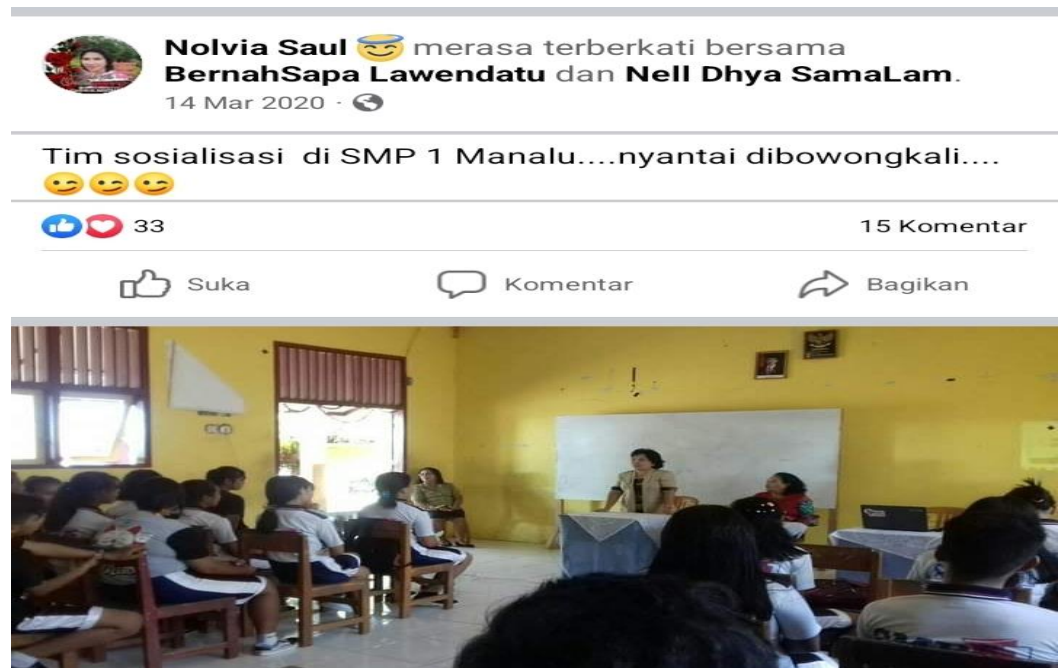 Nolvia Saul 😇 merasa terberkati bersama
BernahSapa Lawendatu dan Nell Dhya SamaLam.
14 Mar 2020 ·
Tim sosialisasi di SMP 1 Manalu....nyantai dibowongkali....
😉😉😉
33
15 Komentar
Suka
Komentar
Bagikan